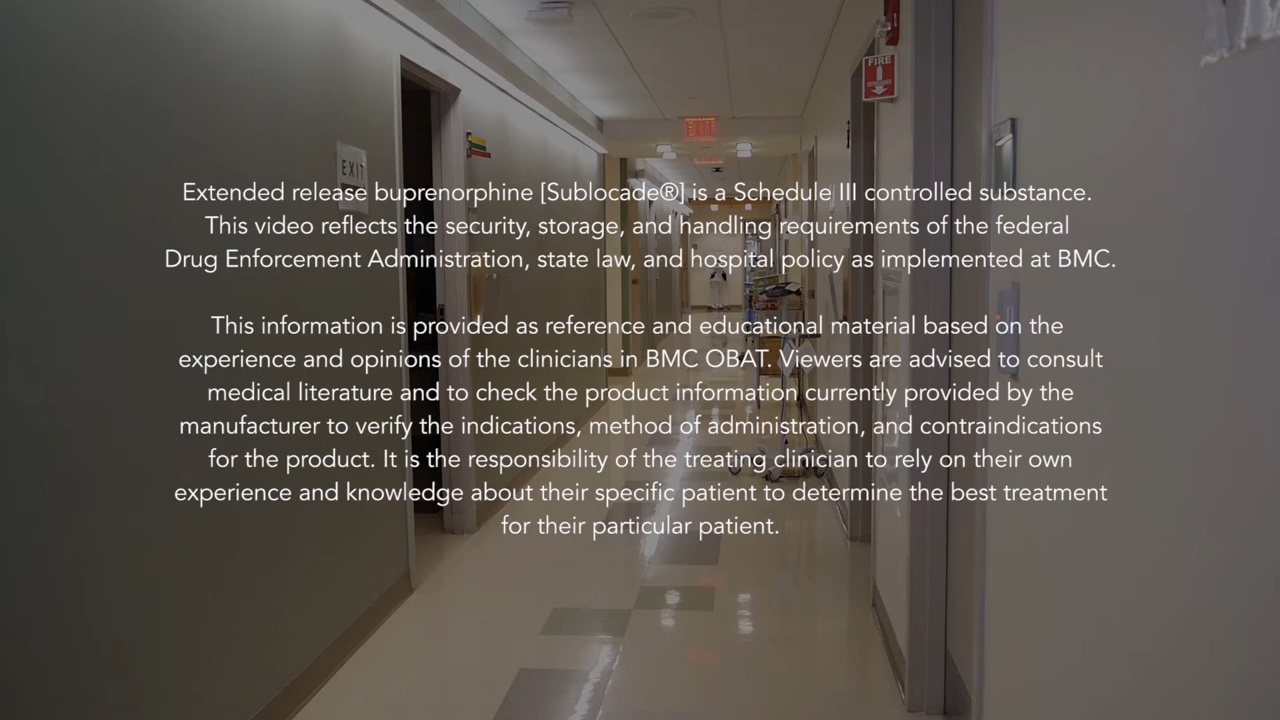 FIRE
EXIT
EXIT
Extended release buprenorphine [Sublocade®] is a Schedule III controlled substance.
This video reflects the security, storage, and handling requirements of the federal
Drug Enforcement Administration, state law, and hospital policy as implemented at BMC.
This information is provided as reference and educational material based on the
experience and opinions of the clinicians in BMC OBAT. Viewers are advised to consult
medical literature and to check the product information currently provided by the
manufacturer to verify the indications, method of administration, and contraindications
for the product. It is the responsibility of the treating clinician to rely on their own
experience and knowledge about their specific patient to determine the best treatment
for their particular patient.